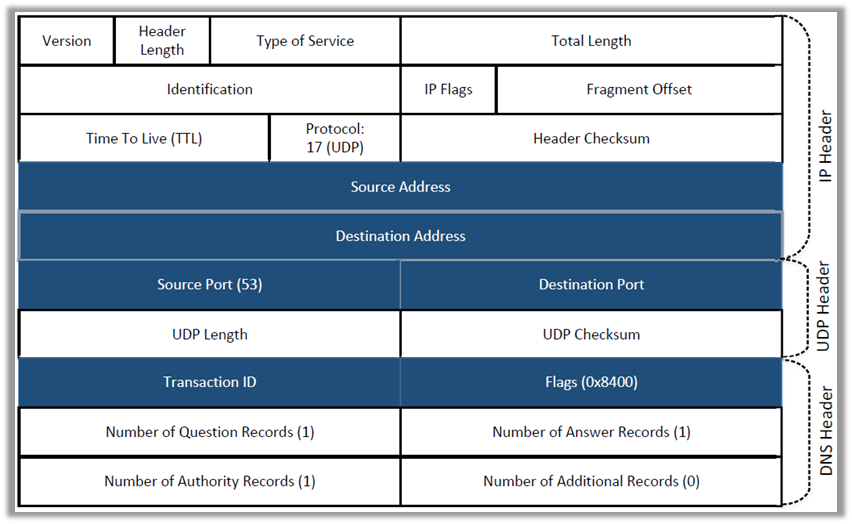 Version
Header
Length
Type of Service
Total Length
Identification
IP Flags
Fragment Offset
Time To Live (TTL)
Protocol:
17 (UDP)
Header Checksum
Source Address
Destination Address
IP Header
Source Port (53)
Destination Port
UDP Length
UDP Checksum
UDP Header
Transaction ID
Flags (0x8400)
Number of Question Records (1)
Number of Answer Records (1)
Number of Authority Records (1)
Number of Additional Records (0)
DNS Header